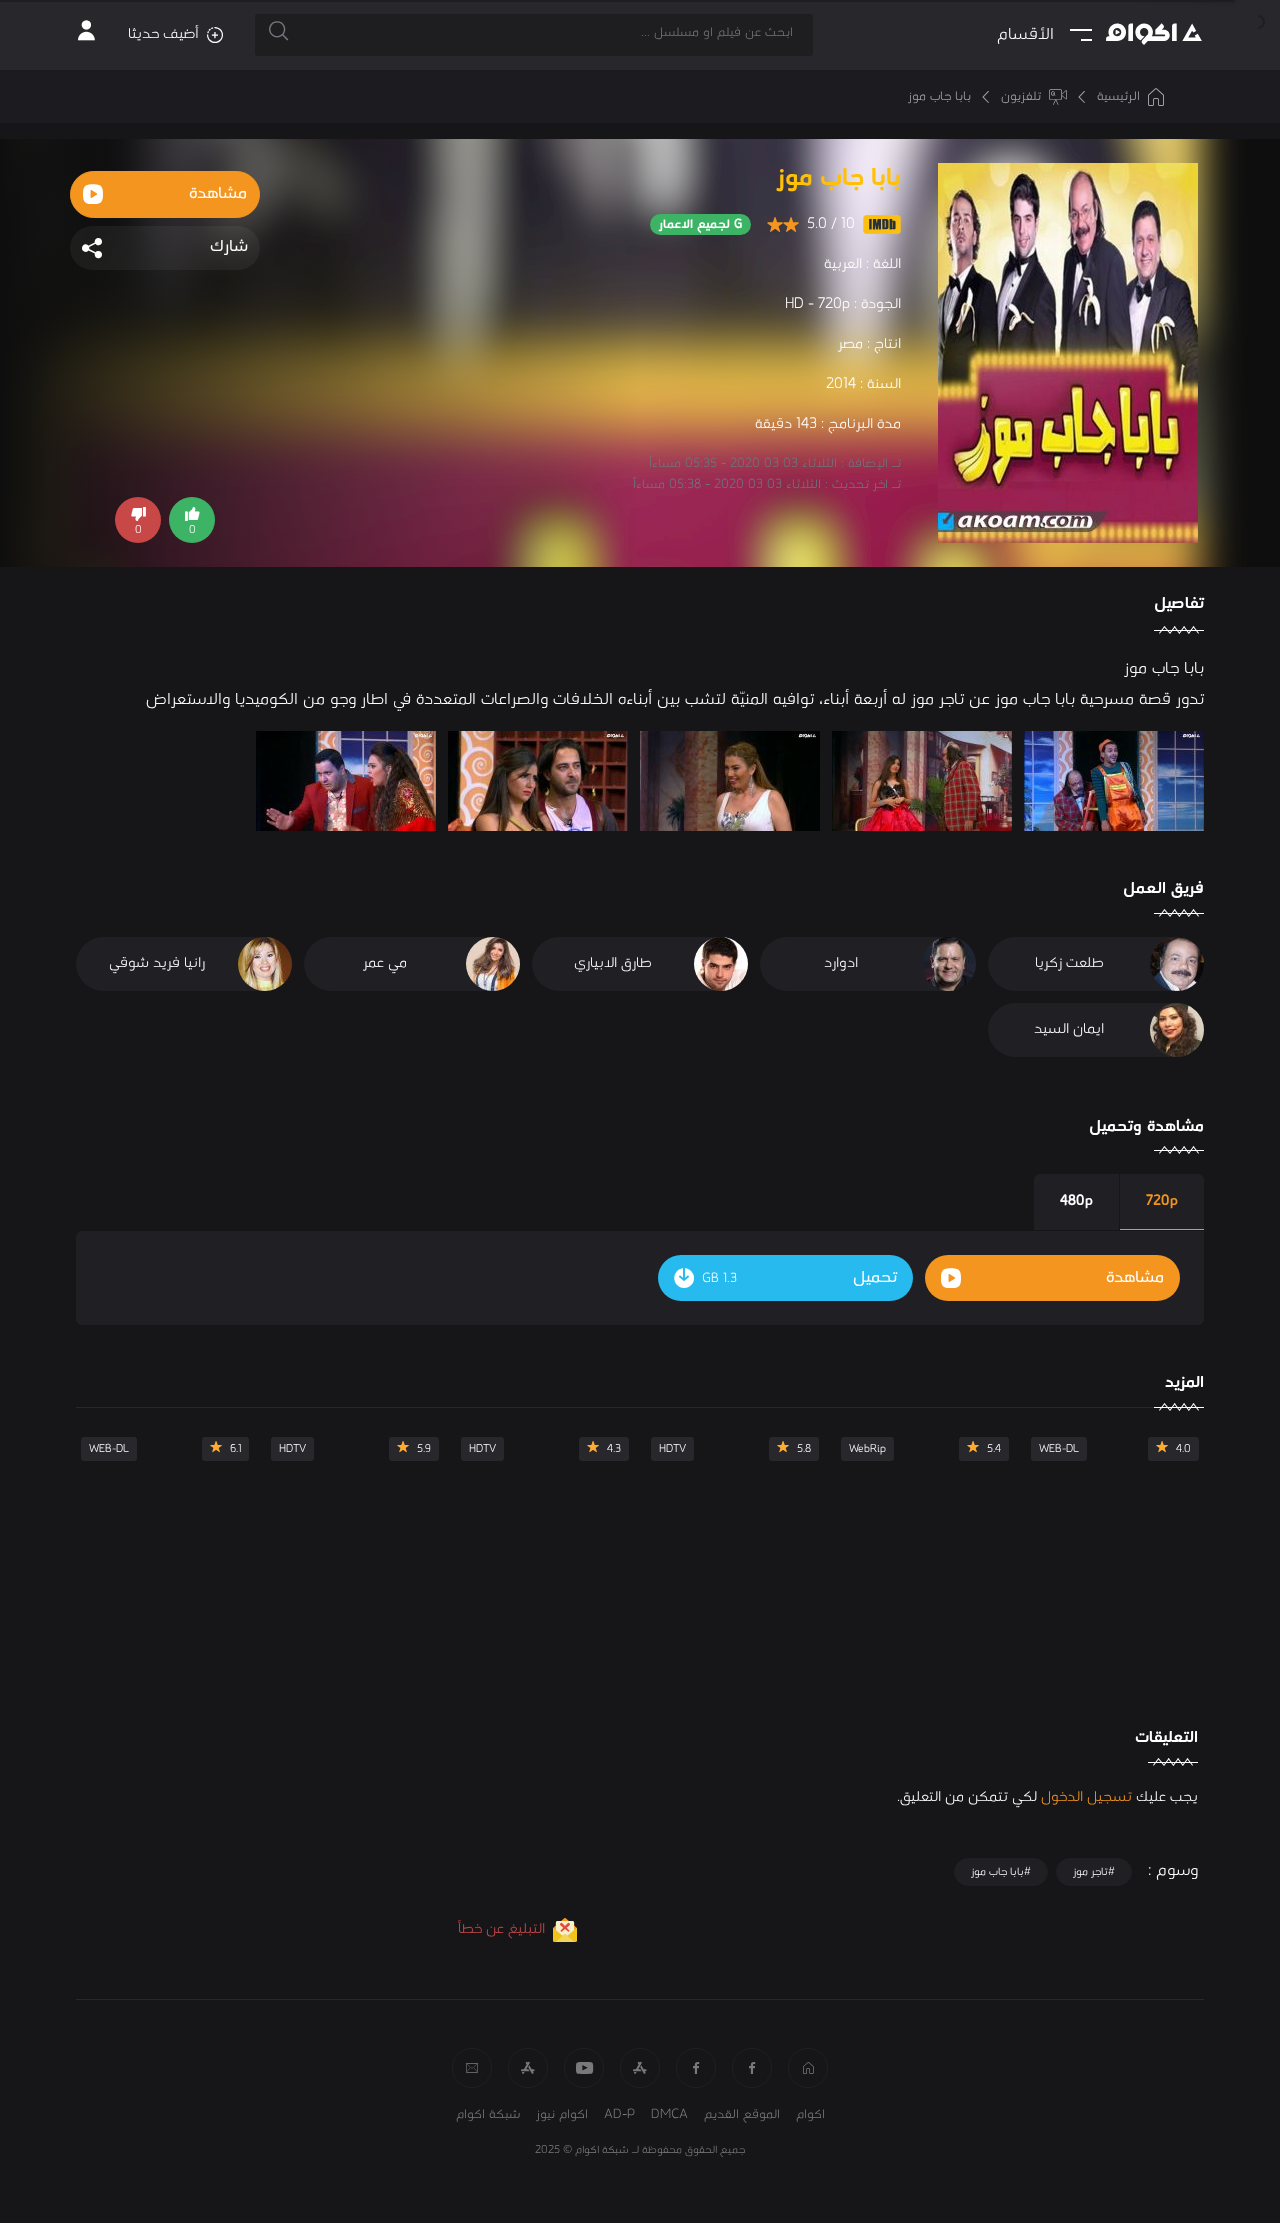 اكوام
الأقسام
ابحث عن فيلم او مسلسل ...
أضيف حديثا
الرئيسية
تلفزيون
بابا جاب موز
بابا جاب موز
IMDb 10 / 5.0
G لجميع الاعمار
اللغة : العربية
الجودة : HD - 720p
انتاج : مصر
السنة : 2014
مدة البرنامج : 143 دقيقة
تـ الإضافة : الثلاثاء 03 03 2020 - 05:35 مساءاً
تـ اخر تحديث : الثلاثاء 03 03 2020 - 05:38 مساءاً
مشاهدة
شارك
0
0
بابا جاب موز
akoam.com
تفاصيل
بابا جاب موز
تدور قصة مسرحية بابا جاب موز عن تاجر موز له أربعة أبناء، توافيه المنيّة لتشب بين أبناءه الخلافات والصراعات المتعددة في اطار وجو من الكوميديا والاستعراض
اكوام
اكوام
اكوام
اكوام
فريق العمل
طلعت زكريا
ادوارد
طارق الابياري
مي عمر
رانيا فريد شوقي
ايمان السيد
مشاهدة وتحميل
720p
480p
مشاهدة
تحميل
1.3 GB
المزيد
4.0 WEB-DL
5.4 WebRip
5.8 HDTV
4.3 HDTV
5.9 HDTV
6.1 WEB-DL
التعليقات
يجب عليك تسجيل الدخول لكي تتمكن من التعليق.
وسوم : #تاجر موز #بابا جاب موز
التبليغ عن خطأ
اكوام الموقع القديم DMCA AD-P اكوام نيوز شبكة اكوام
جميع الحقوق محفوظة لـ شبكة اكوام © 2025